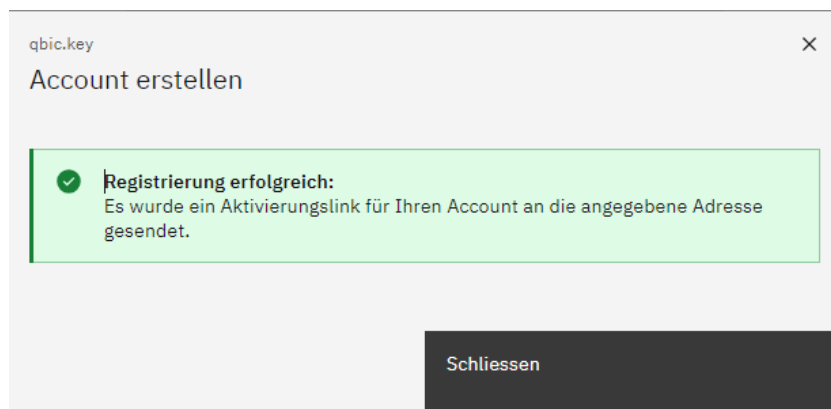 qbic.key
Account erstellen
Registrierung erfolgreich:
Es wurde ein Aktivierungslink für Ihren Account an die angegebene Adresse
gesendet.
Schliessen